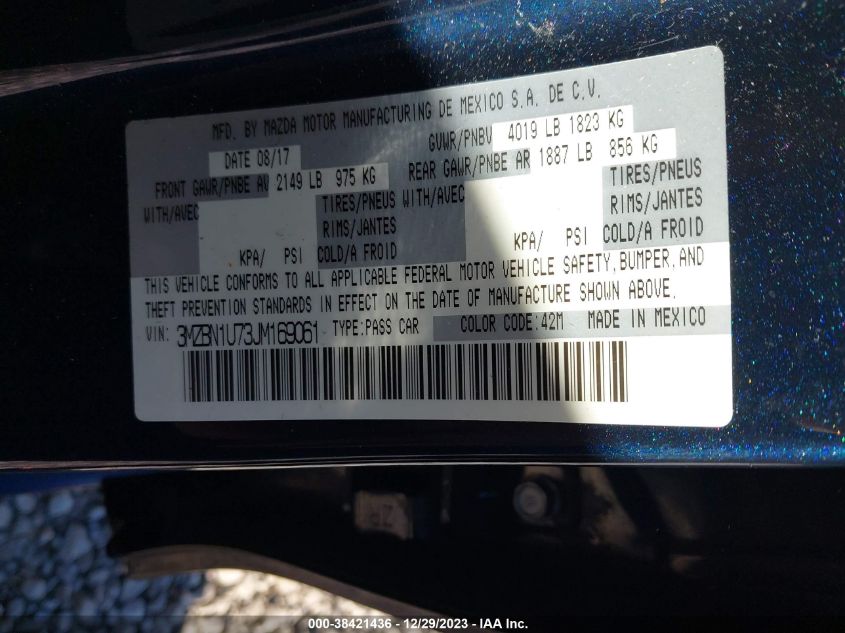 MFD. BY MAZDA MOTOR MANUFACTURING DE MEXICO S.A. DE C.V.
DATE 08/17 GVWR/PNBV 4019 LB 1823 KG
FRONT GAWR/PNBE AV 2149 LB 975 KG REAR GAWR/PNBE AR 1887 LB 856 KG
WITH/AVEC TIRES/PNEUS WITH/AVEC TIRES/PNEUS
RIMS/JANTES RIMS/JANTES
KPA/ PSI COLD/A FROID KPA/ PSI COLD/A FROID
THIS VEHICLE CONFORMS TO ALL APPLICABLE FEDERAL MOTOR VEHICLE SAFETY, BUMPER, AND
THEFT PREVENTION STANDARDS IN EFFECT ON THE DATE OF MANUFACTURE SHOWN ABOVE.
VIN: 3MZBN1U73JM169061 TYPE:PASS CAR COLOR CODE:42M MADE IN MEXICO
000-38421436 - 12/29/2023 - IAA Inc.